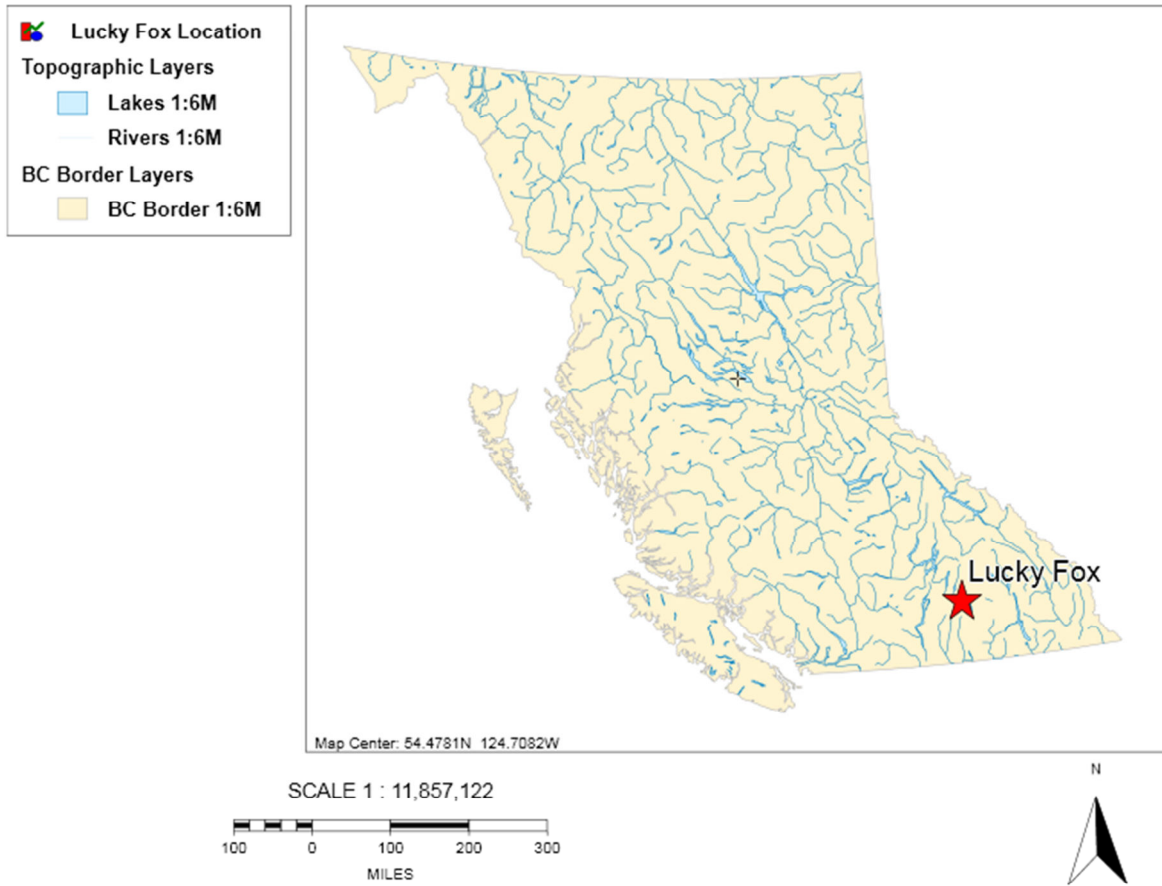 Lucky Fox Location
Topographic Layers
Lakes 1:6M
Rivers 1:6M
BC Border Layers
BC Border 1:6M
Lucky Fox
Map Center: 54.4781N 124.7082W
SCALE 1 : 11,857,122
100 0 100 200 300
MILES
N